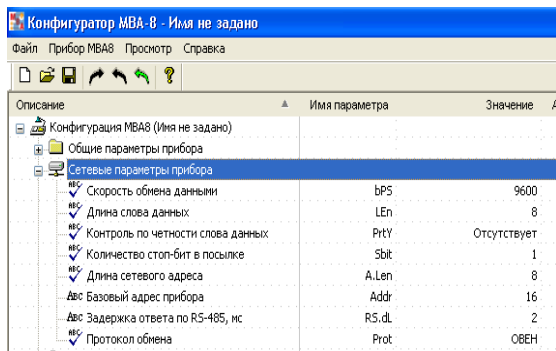 Конфигуратор МВА-8 - Имя не задано
Файл Прибор МВА8 Просмотр Справка
Описание Имя параметра Значение
Конфигурация МВА8 (Имя не задано)
Общие параметры прибора
Сетевые параметры прибора
Скорость обмена данными bPS 9600
Длина слова данных LEn 8
Контроль по четности слова данных PrtY Отсутствует
Количество стоп-бит в посылке Sbit 1
Длина сетевого адреса A.Len 8
Базовый адрес прибора Addr 16
Задержка ответа по RS-485, мс RS.dL 2
Протокол обмена Prot ОВЕН